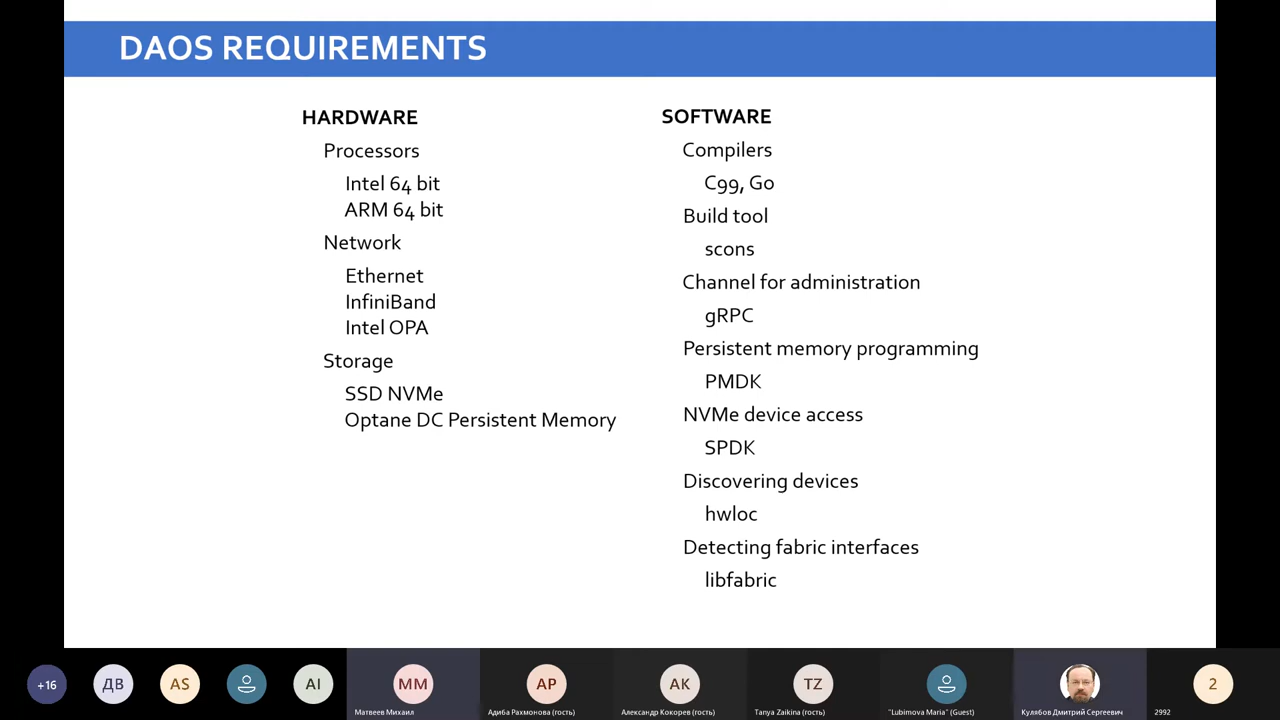 DAOS REQUIREMENTS
HARDWARE
Processors
Intel 64 bit
ARM 64 bit
Network
Ethernet
InfiniBand
Intel OPA
Storage
SSD NVMe
Optane DC Persistent Memory
SOFTWARE
Compilers
C99, Go
Build tool
scons
Channel for administration
gRPC
Persistent memory programming
PMDK
NVMe device access
SPDK
Discovering devices
hwloc
Detecting fabric interfaces
libfabric
+16
ДВ
AS
AI
ММ
Матвеев Михаил
АР
Адиба Рахмонова (гость)
АК
Александр Кокорев (гость)
TZ
Tanya Zaikina (гость)
"Lubimova Maria" (Guest)
Кулябов Дмитрий Сергеевич
2
2992